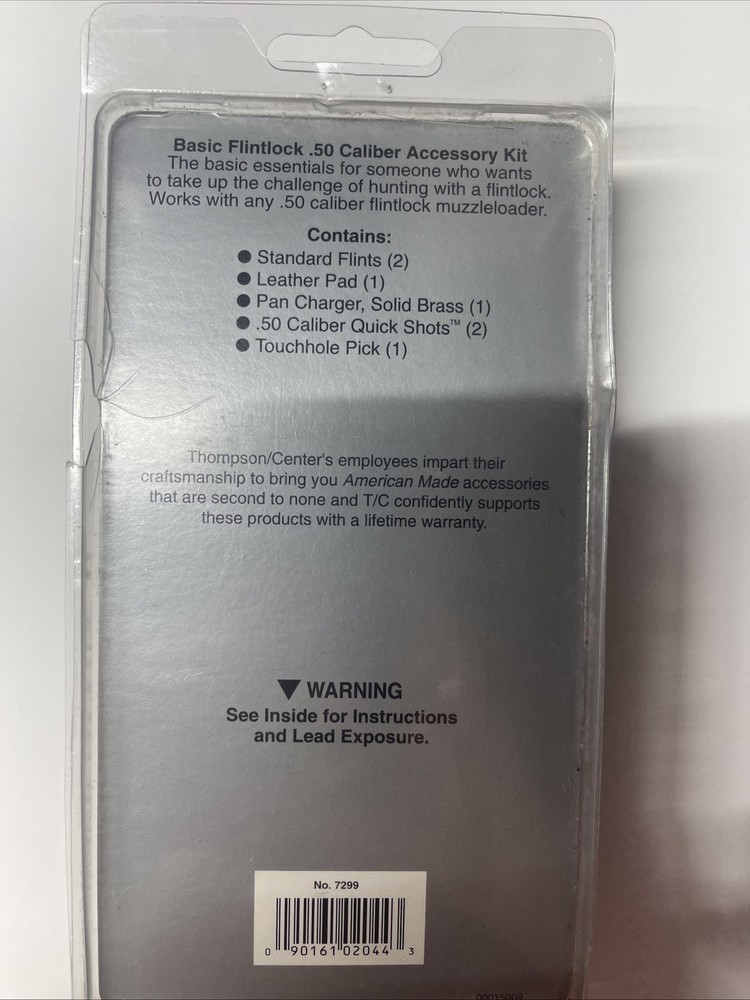 Basic Flintlock .50 Caliber Accessory Kit
The basic essentials for someone who wants
to take up the challenge of hunting with a flintlock.
Works with any .50 caliber flintlock muzzleloader.
Contains:
● Standard Flints (2)
● Leather Pad (1)
● Pan Charger, Solid Brass (1)
● .50 Caliber Quick Shots™ (2)
● Touchhole Pick (1)
Thompson/Center's employees impart their
craftsmanship to bring you American Made accessories
that are second to none and T/C confidently supports
these products with a lifetime warranty.
▼ WARNING
See Inside for Instructions
and Lead Exposure.
No. 7299
0 90161 02044 3
00015009